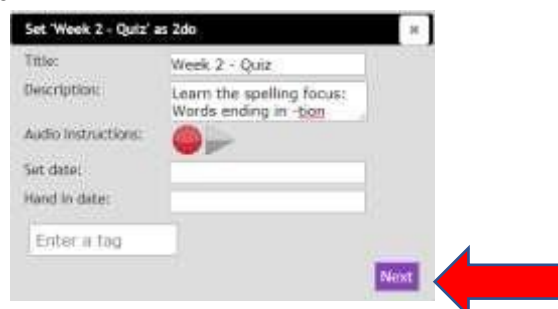 Set 'Week 2 - Quiz' as 2do
Title: Week 2 - Quiz
Description: Learn the spelling focus:
Words ending in -tion
Audio Instructions:
Set date:
Hand in date:
Enter a tag
Next